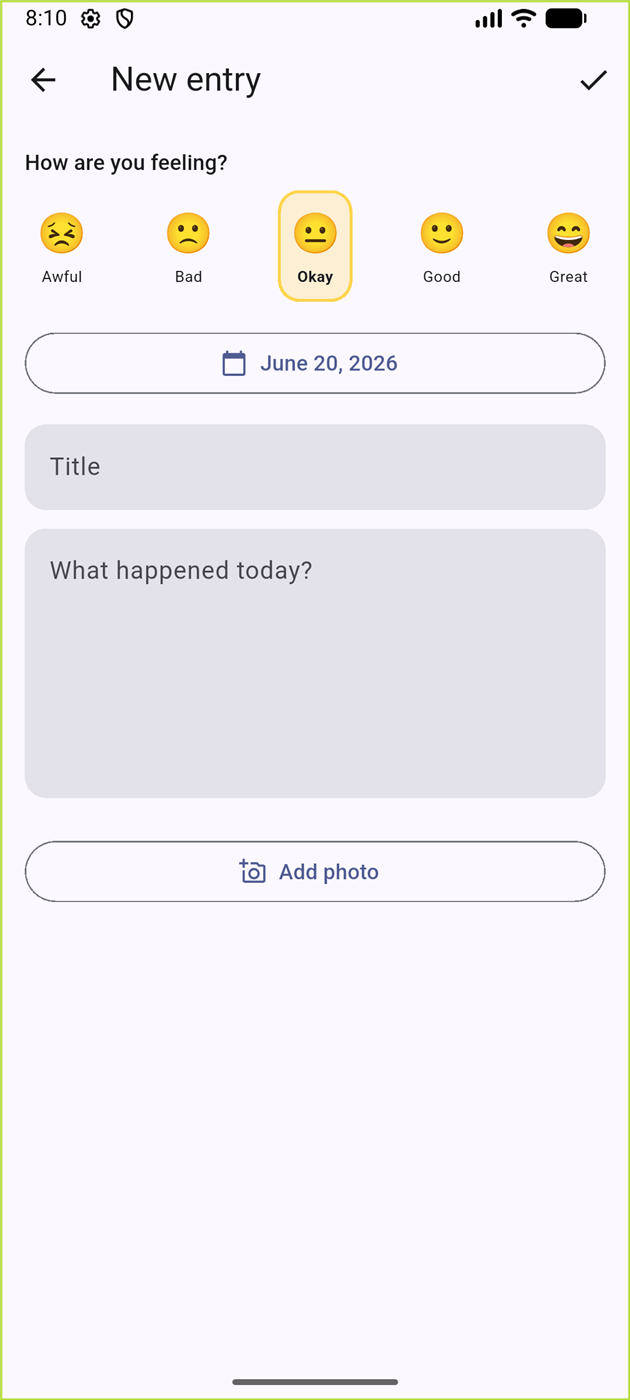 8:10
New entry
How are you feeling?
Awful Bad Okay Good Great
June 20, 2026
Title
What happened today?
Add photo